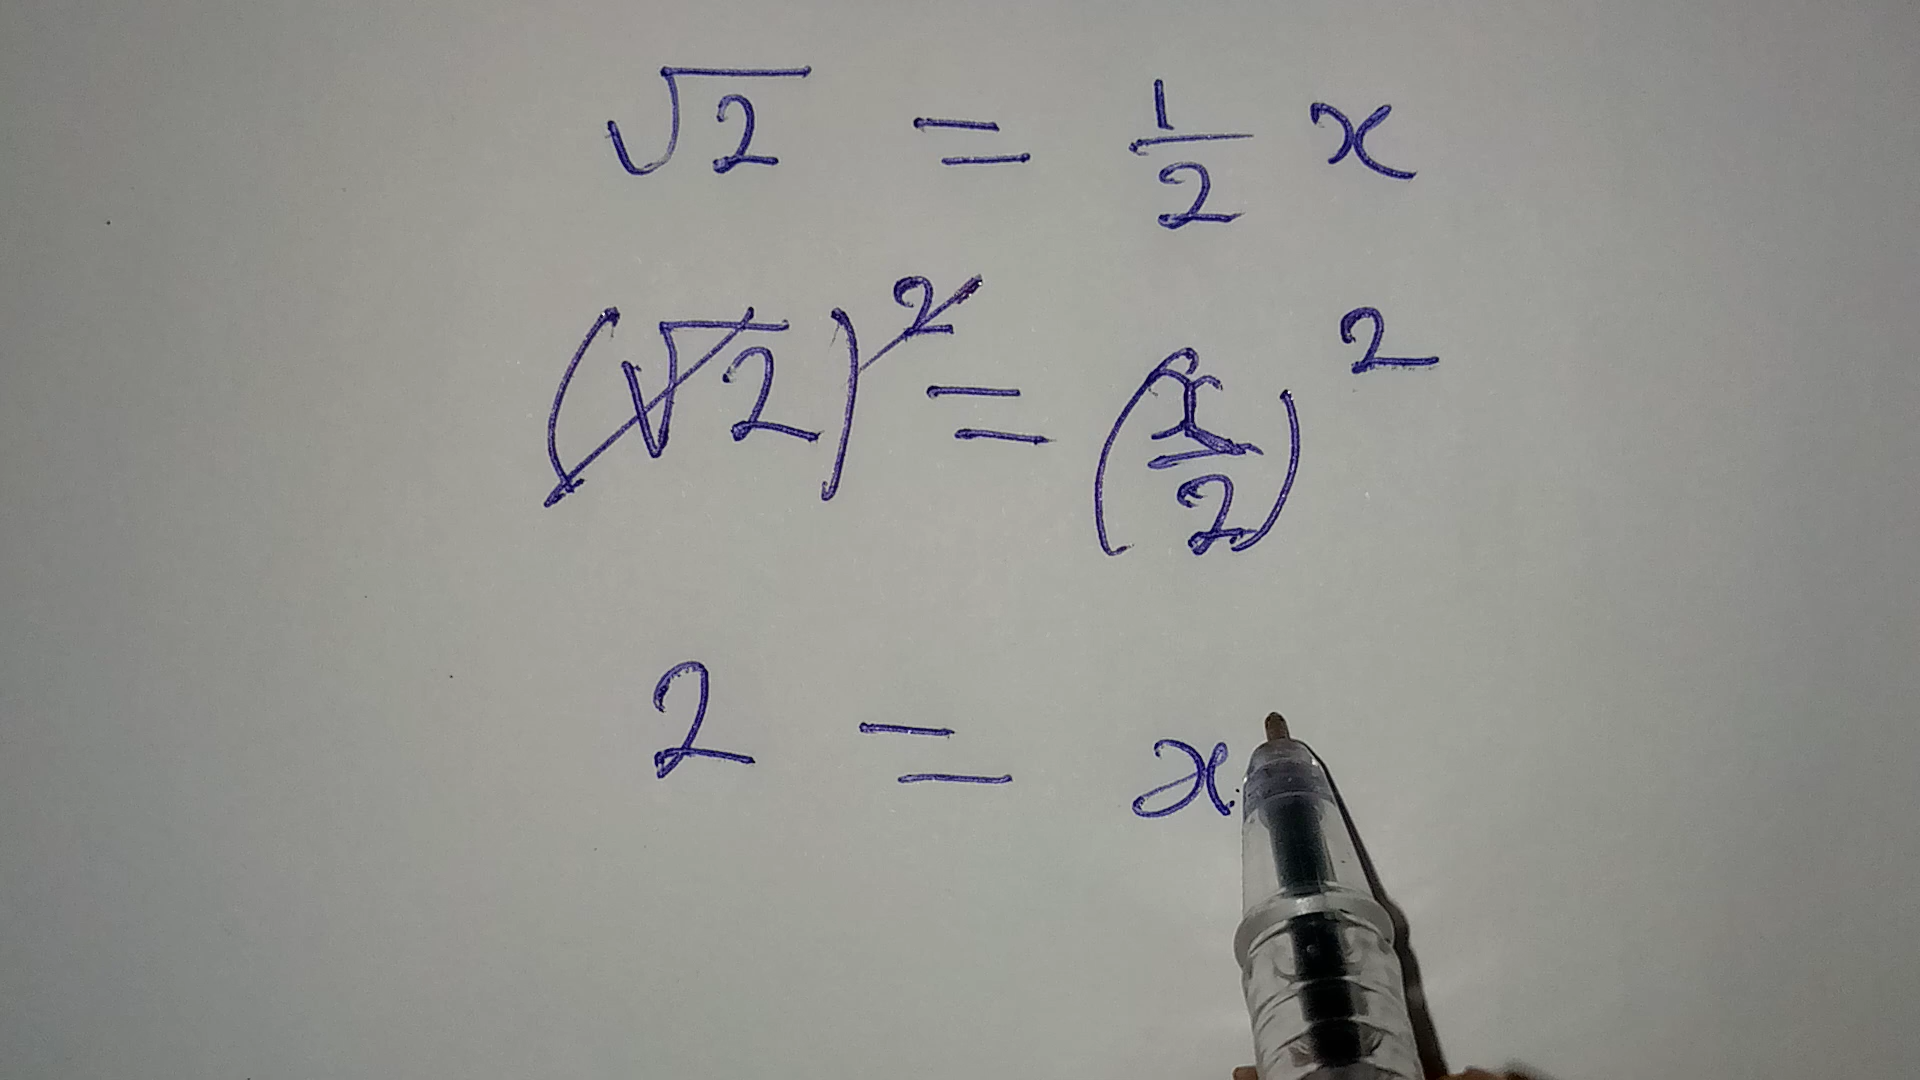 √2 = 1/2 x
(√2)² = (x/2)²
2 = x